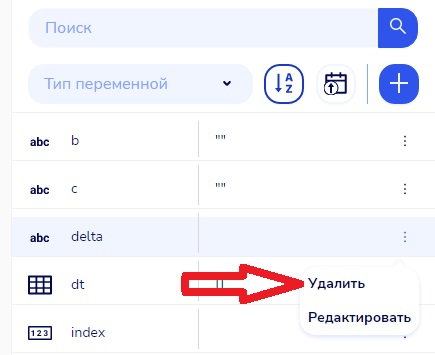 Поиск
Тип переменной
A
Z
abc b ""
abc c ""
abc delta
dt []
Удалить
Редактировать
123 index